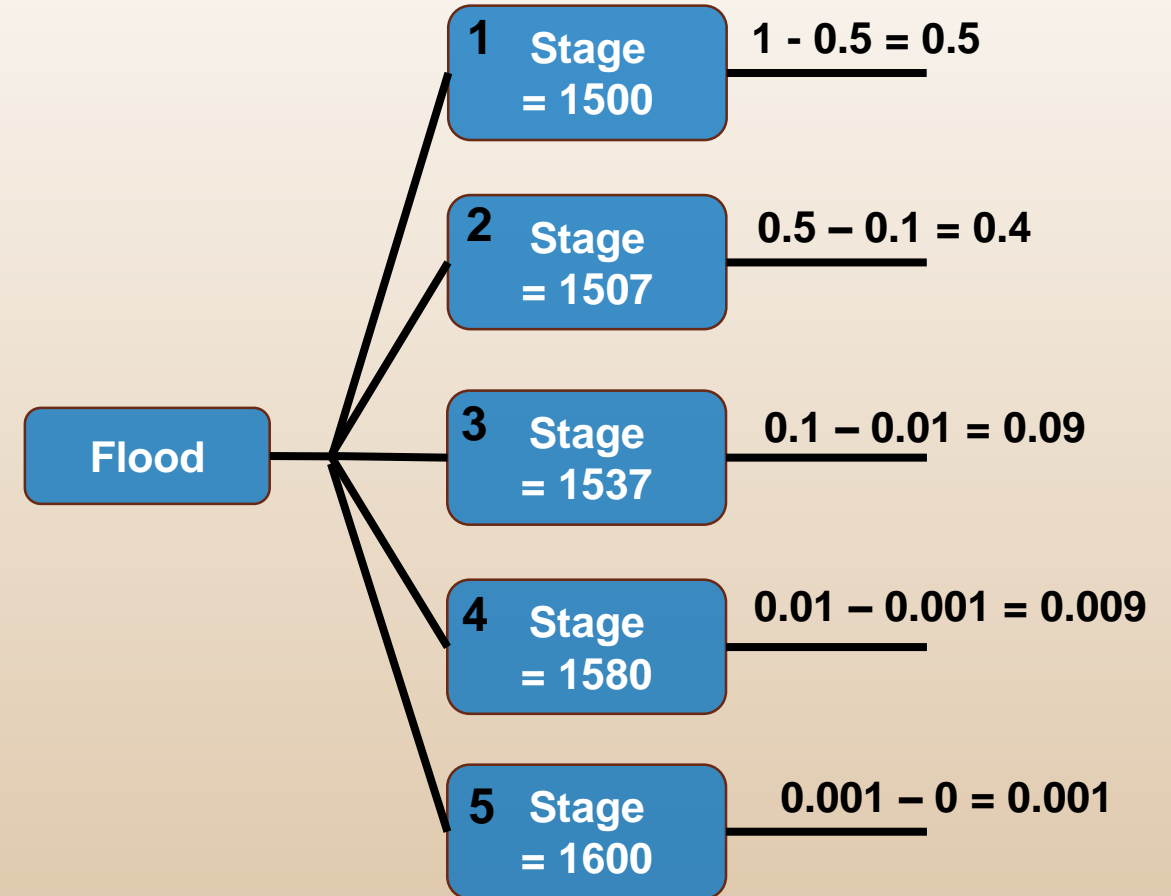 1
Stage
= 1500
1 - 0.5 = 0.5
2
Stage
= 1507
0.5 – 0.1 = 0.4
Flood
3
Stage
= 1537
0.1 – 0.01 = 0.09
4
Stage
= 1580
0.01 – 0.001 = 0.009
5
Stage
= 1600
0.001 – 0 = 0.001